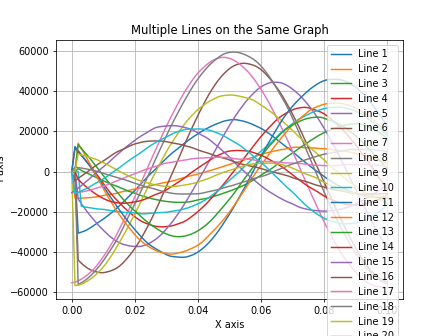 Multiple Lines on the Same Graph
60000
40000
20000
0
−20000
−40000
−60000
0.00
0.02
0.04
0.06
X axis
Line 1
Line 2
Line 3
Line 4
Line 5
Line 6
Line 7
Line 8
Line 9
Line 10
Line 11
Line 12
Line 13
Line 14
Line 15
Line 16
Line 17
Line 18
Line 19
Line 20